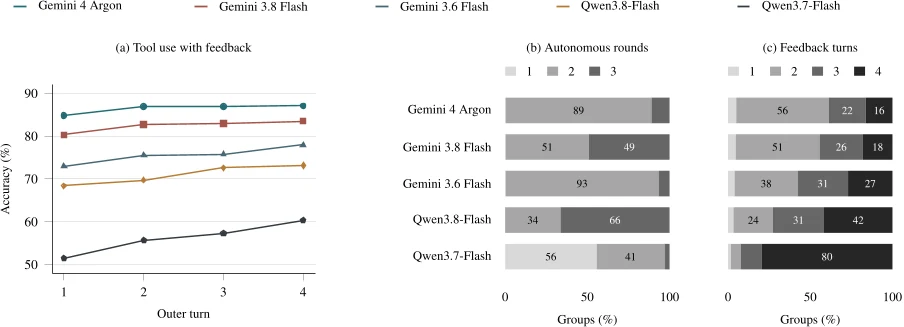 Gemini 4 Argon Gemini 3.8 Flash Gemini 3.6 Flash Qwen3.8-Flash Qwen3.7-Flash
(a) Tool use with feedback
Accuracy (%)
90
80
70
60
50
1 2 3 4
Outer turn
(b) Autonomous rounds
1 2 3
Gemini 4 Argon 89
Gemini 3.8 Flash 51 49
Gemini 3.6 Flash 93
Qwen3.8-Flash 34 66
Qwen3.7-Flash 56 41
0 50 100
Groups (%)
(c) Feedback turns
1 2 3 4
56 22 16
51 26 18
38 31 27
24 31 42
80
0 50 100
Groups (%)